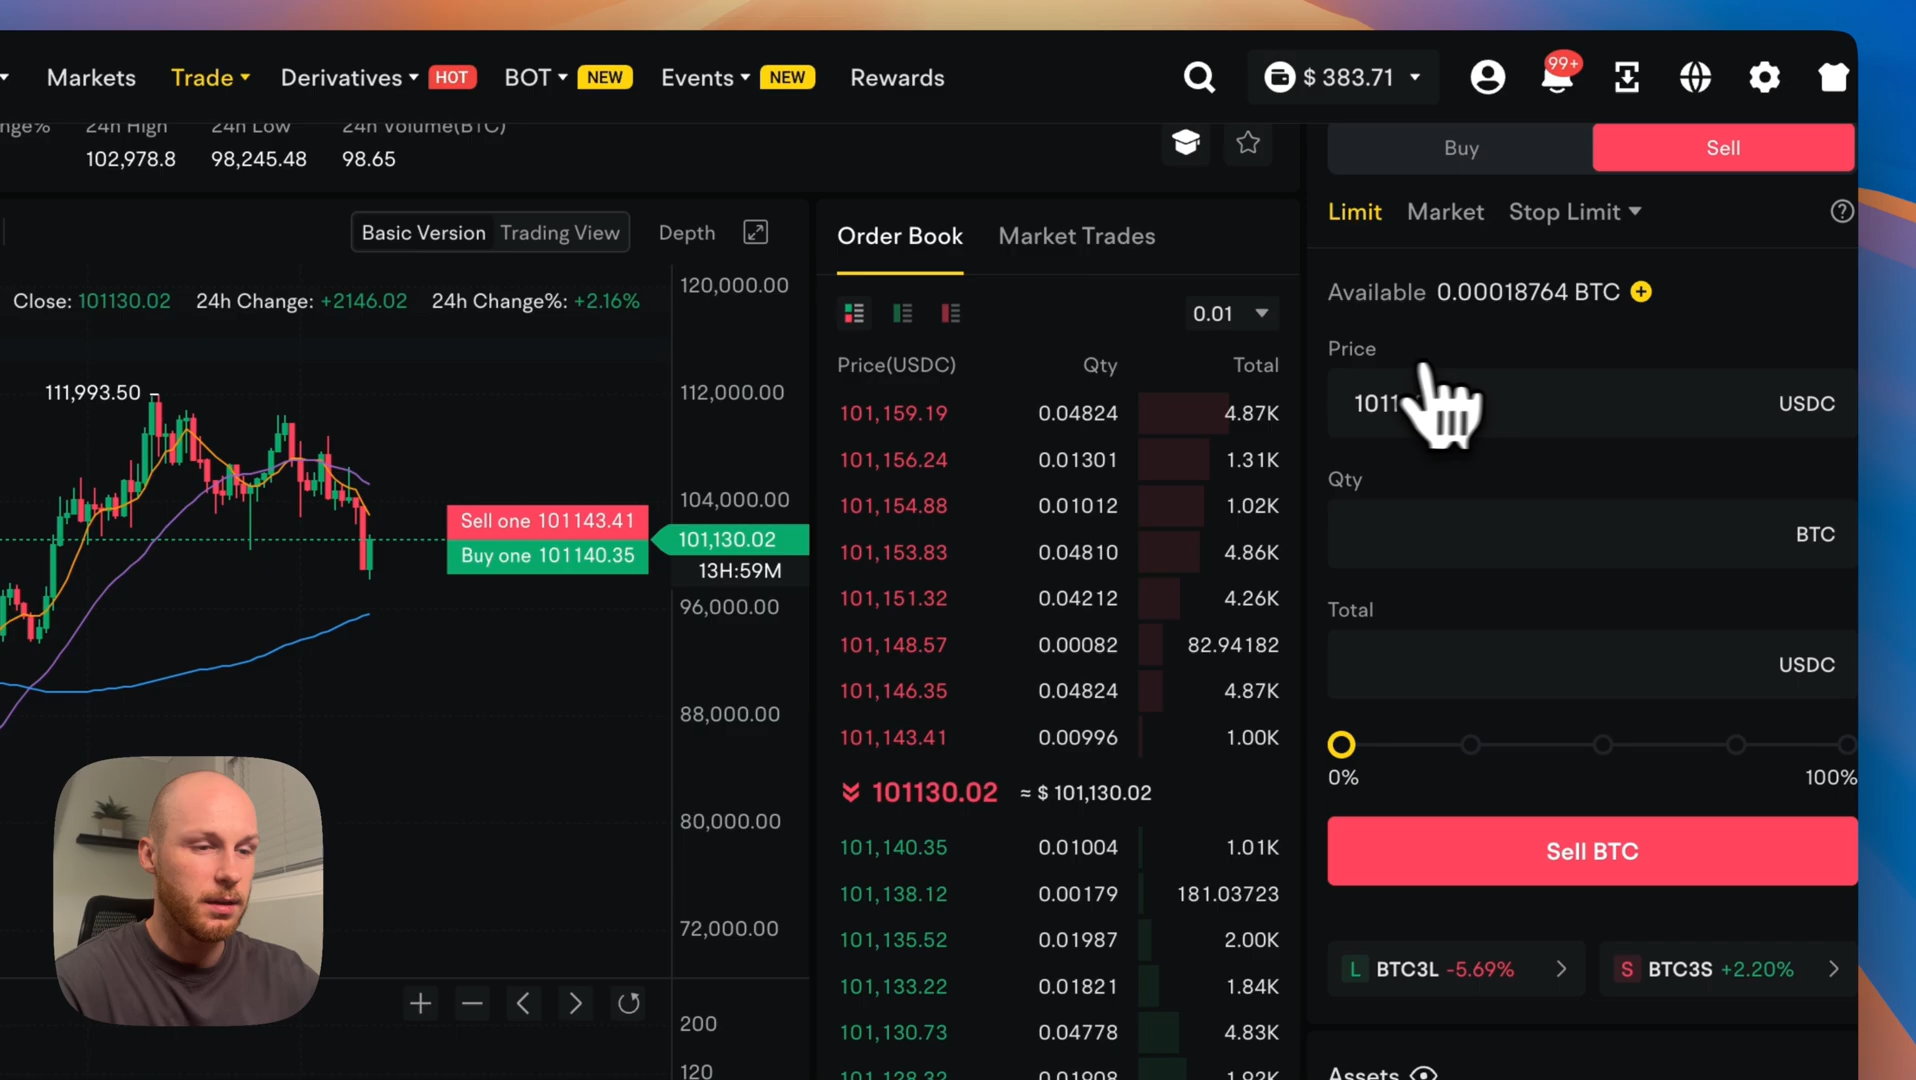 Markets Trade Derivatives HOT BOT NEW Events NEW Rewards $ 383.71 99+
nge% 24h High 24h Low 24h Volume(BTC)
102,978.8 98,245.48 98.65
Buy Sell
Limit Market Stop Limit
Basic Version Trading View Depth
Order Book Market Trades
Close: 101130.02 24h Change: +2146.02 24h Change%: +2.16%
120,000.00
112,000.00
104,000.00
101,130.02
13H:59M
96,000.00
88,000.00
80,000.00
72,000.00
200
120
111,993.50
Sell one 101143.41
Buy one 101140.35
0.01
Price(USDC) Qty Total
101,159.19 0.04824 4.87K
101,156.24 0.01301 1.31K
101,154.88 0.01012 1.02K
101,153.83 0.04810 4.86K
101,151.32 0.04212 4.26K
101,148.57 0.00082 82.94182
101,146.35 0.04824 4.87K
101,143.41 0.00996 1.00K
101130.02 ≈ $ 101,130.02
101,140.35 0.01004 1.01K
101,138.12 0.00179 181.03723
101,135.52 0.01987 2.00K
101,133.22 0.01821 1.84K
101,130.73 0.04778 4.83K
101,128.32 0.01908 1.92K
Available 0.00018764 BTC
Price
1011 USDC
Qty
BTC
Total
USDC
0% 100%
Sell BTC
L BTC3L -5.69% S BTC3S +2.20%
Assets